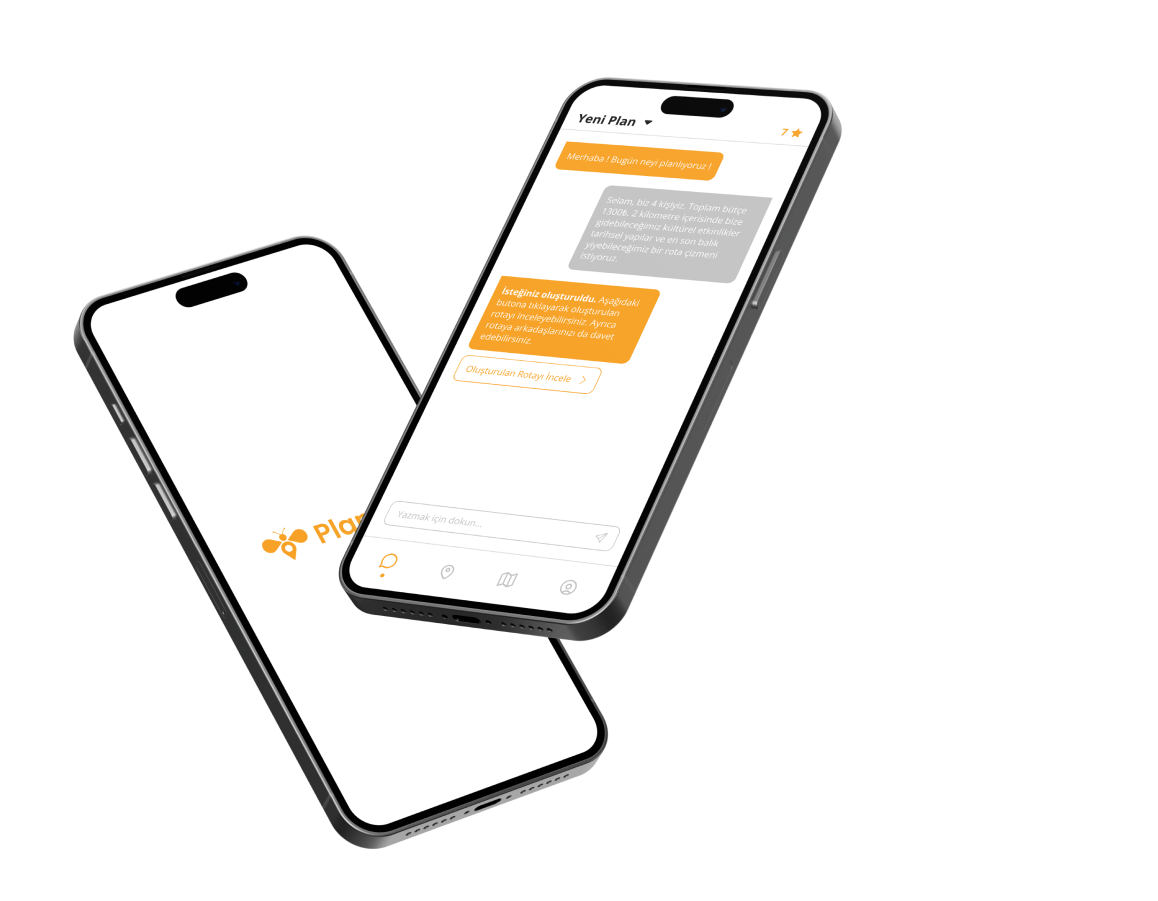 Yeni Plan
7
Merhaba ! Bugün neyi planlıyoruz !
Selam, biz 4 kişiyiz. Toplam bütçe
1300₺. 2 kilometre içerisinde bize
gidebileceğimiz kültürel etkinlikler
tarihsel yapılar ve en son balık
yiyebileceğimiz bir rota çizmeni
istiyoruz.
İsteğiniz oluşturuldu. Aşağıdaki
butona tıklayarak oluşturulan
rotayı inceleyebilirsiniz. Ayrıca
rotaya arkadaşlarınızı da davet
edebilirsiniz.
Oluşturulan Rotayı İncele
Yazmak için dokun...
Plan